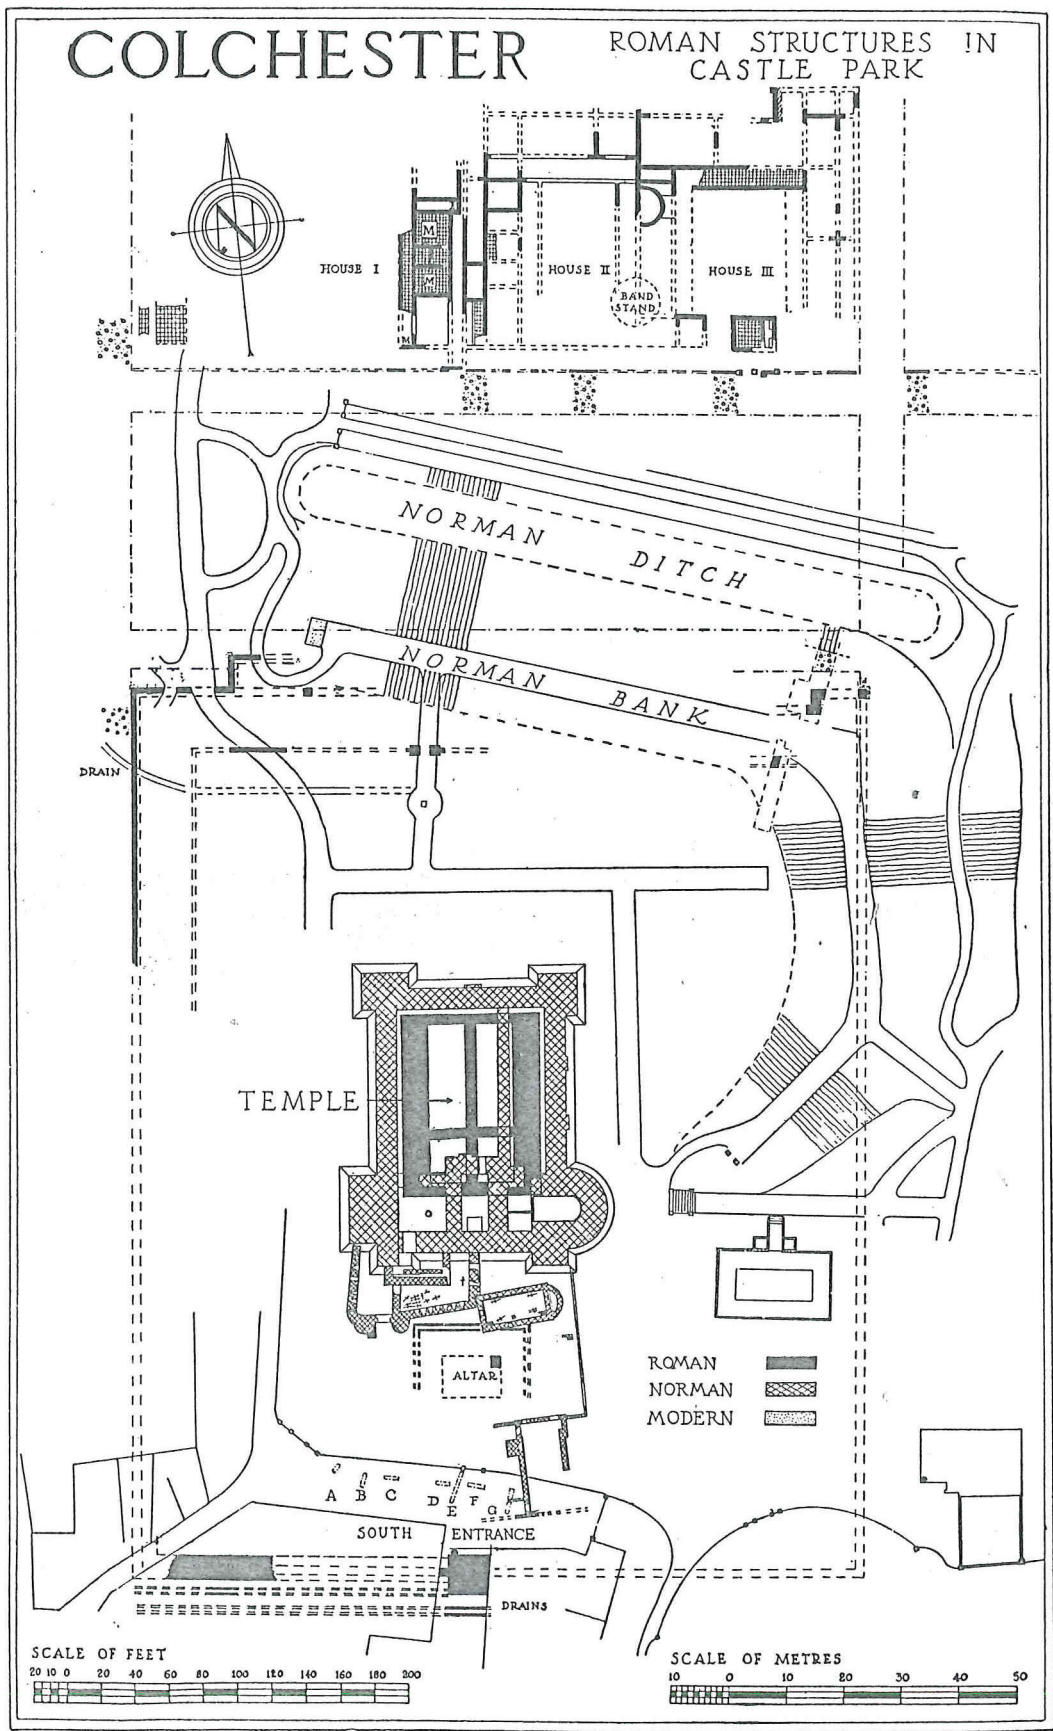 COLCHESTER
ROMAN STRUCTURES IN
CASTLE PARK
N
M
M
M
HOUSE I
HOUSE II
HOUSE III
BAND
STAND
NORMAN DITCH
NORMAN BANK
DRAIN
TEMPLE
ALTAR
ROMAN
NORMAN
MODERN
A B C D E F G
SOUTH ENTRANCE
DRAINS
SCALE OF FEET
20 10 0 20 40 60 80 100 120 140 160 180 200
SCALE OF METRES
10 0 10 20 30 40 50